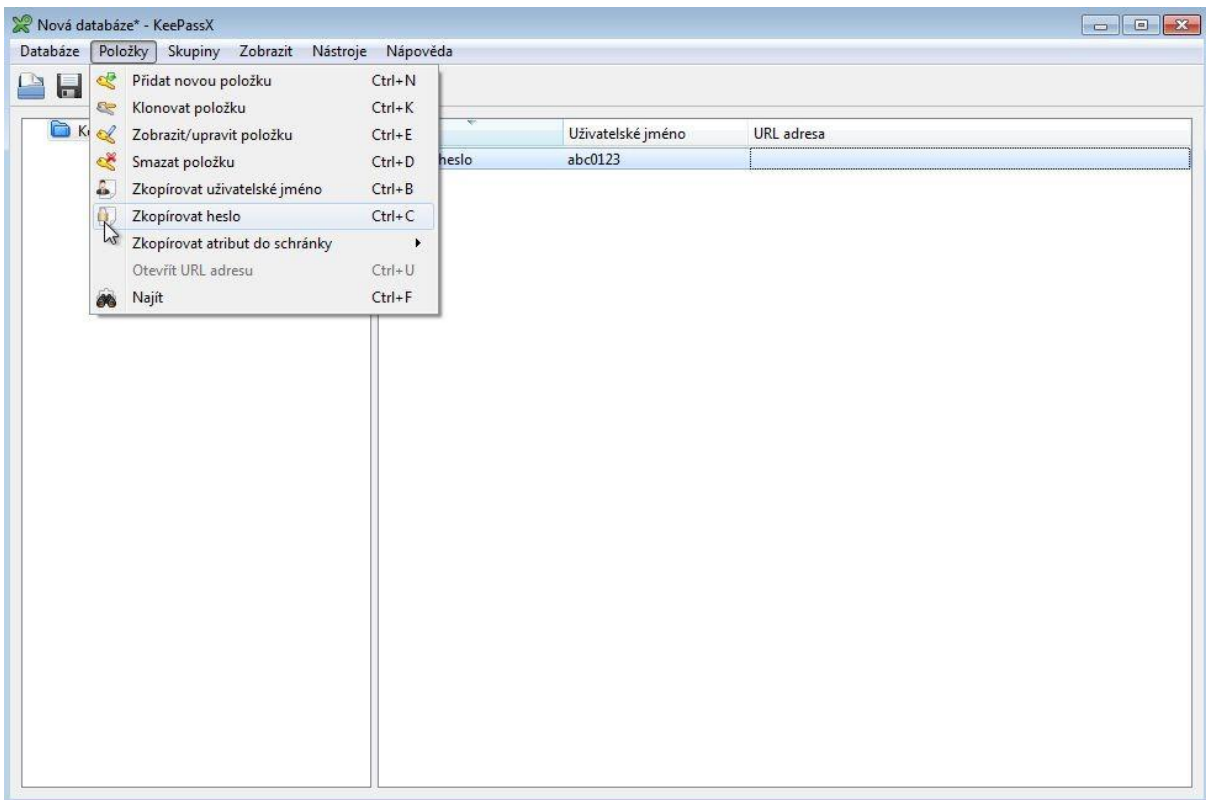 Nová databáze* - KeePassX
Databáze Položky Skupiny Zobrazit Nástroje Nápověda
Přidat novou položku Ctrl+N
Klonovat položku Ctrl+K
Zobrazit/upravit položku Ctrl+E
Smazat položku Ctrl+D
Zkopírovat uživatelské jméno Ctrl+B
Zkopírovat heslo Ctrl+C
Zkopírovat atribut do schránky
Otevřít URL adresu Ctrl+U
Najít Ctrl+F
Uživatelské jméno URL adresa
heslo abc0123